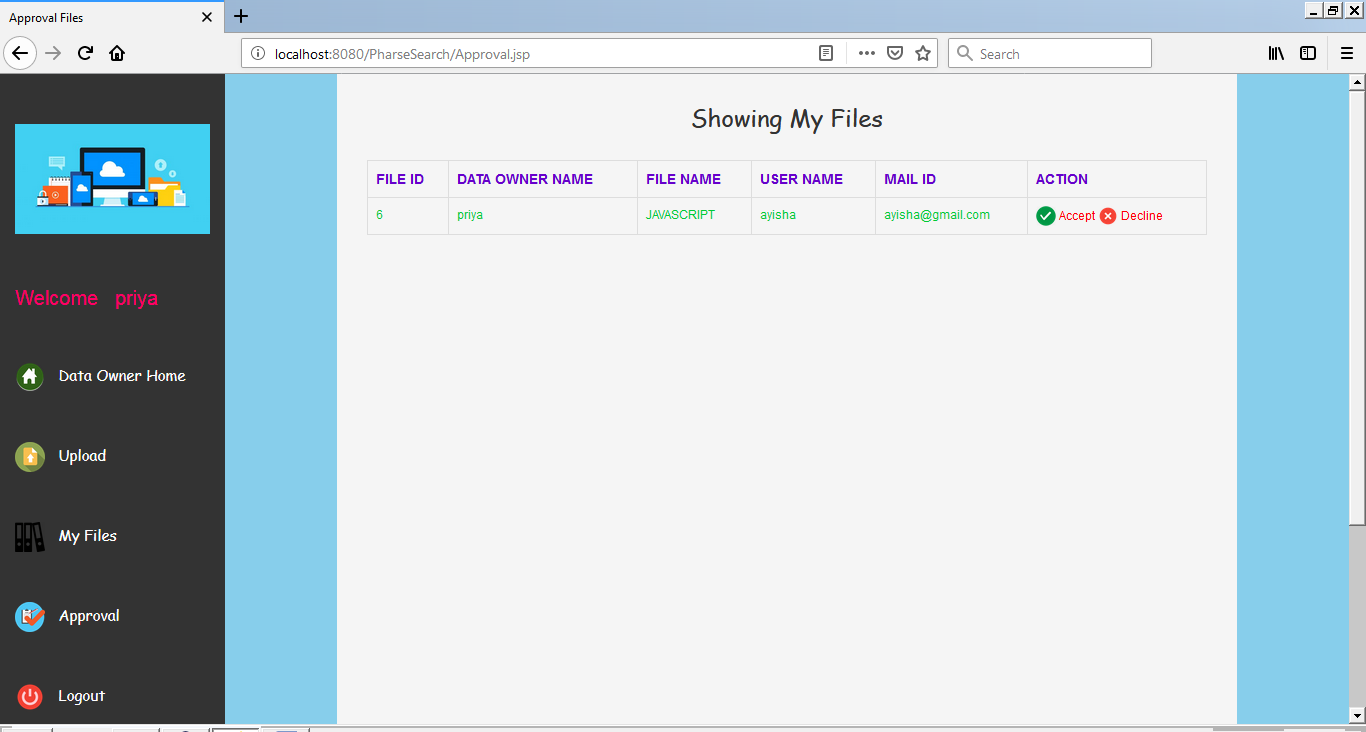 Approval Files
localhost:8080/PharseSearch/Approval.jsp
Search
Showing My Files
FILE ID DATA OWNER NAME FILE NAME USER NAME MAIL ID ACTION
6 priya JAVASCRIPT ayisha ayisha@gmail.com Accept Decline
Welcome priya
Data Owner Home
Upload
My Files
Approval
Logout